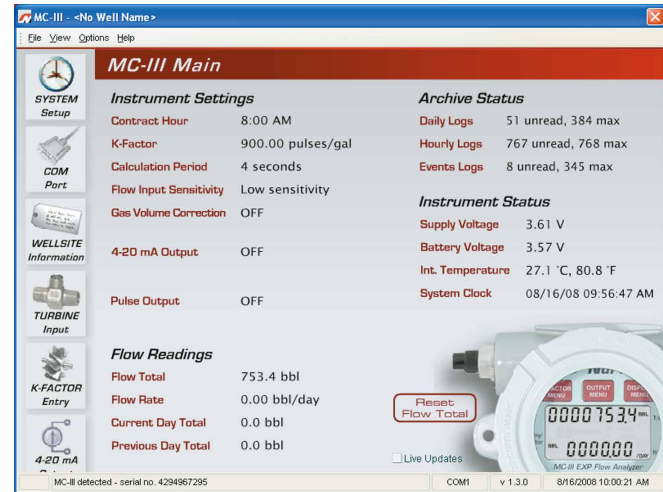 MC-III - <No Well Name>
File View Options Help
MC-III Main
SYSTEM
Setup
COM
Port
WELLSITE
Information
TURBINE
Input
K-FACTOR
Entry
4-20 mA
Instrument Settings
Contract Hour 8:00 AM
K-Factor 900.00 pulses/gal
Calculation Period 4 seconds
Flow Input Sensitivity Low sensitivity
Gas Volume Correction OFF
4-20 mA Output OFF
Pulse Output OFF
Flow Readings
Flow Total 753.4 bbl
Flow Rate 0.00 bbl/day
Current Day Total 0.0 bbl
Previous Day Total 0.0 bbl
Archive Status
Daily Logs 51 unread, 384 max
Hourly Logs 767 unread, 768 max
Events Logs 8 unread, 345 max
Instrument Status
Supply Voltage 3.61 V
Battery Voltage 3.57 V
Int. Temperature 27.1 °C, 80.8 °F
System Clock 08/16/08 09:56:47 AM
Reset
Flow Total
Live Updates
OUTPUT
MENU
MENU
MENU
0000753.4 BBL
BBL 0000.00 /DAY
MC-III EXP Flow Analyzer
MC-III detected - serial no. 4294967295 COM1 v 1.3.0 8/16/2008 10:00:21 AM